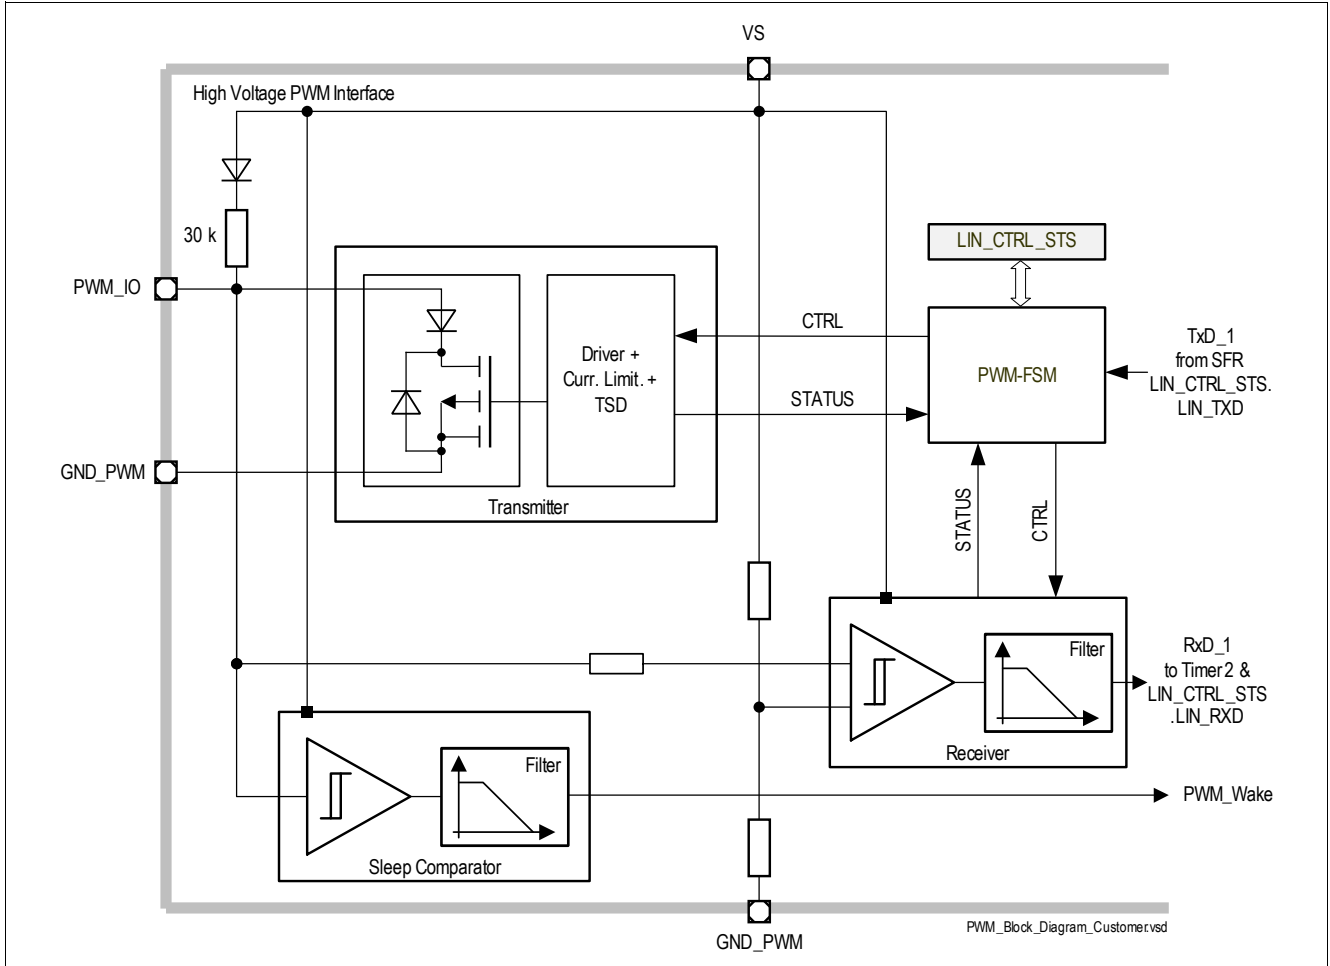 VS
High Voltage PWM Interface
30 k
LIN_CTRL_STS
PWM_IO
CTRL
TxD_1
from SFR
LIN_CTRL_STS.
LIN_TXD
Driver +
Curr. Limit. +
TSD
PWM-FSM
STATUS
GND_PWM
Transmitter
STATUS
CTRL
Filter
RxD_1
to Timer2 &
LIN_CTRL_STS
.LIN_RXD
Receiver
Filter
PWM_Wake
Sleep Comparator
GND_PWM
PWM_Block_Diagram_Customer.vsd